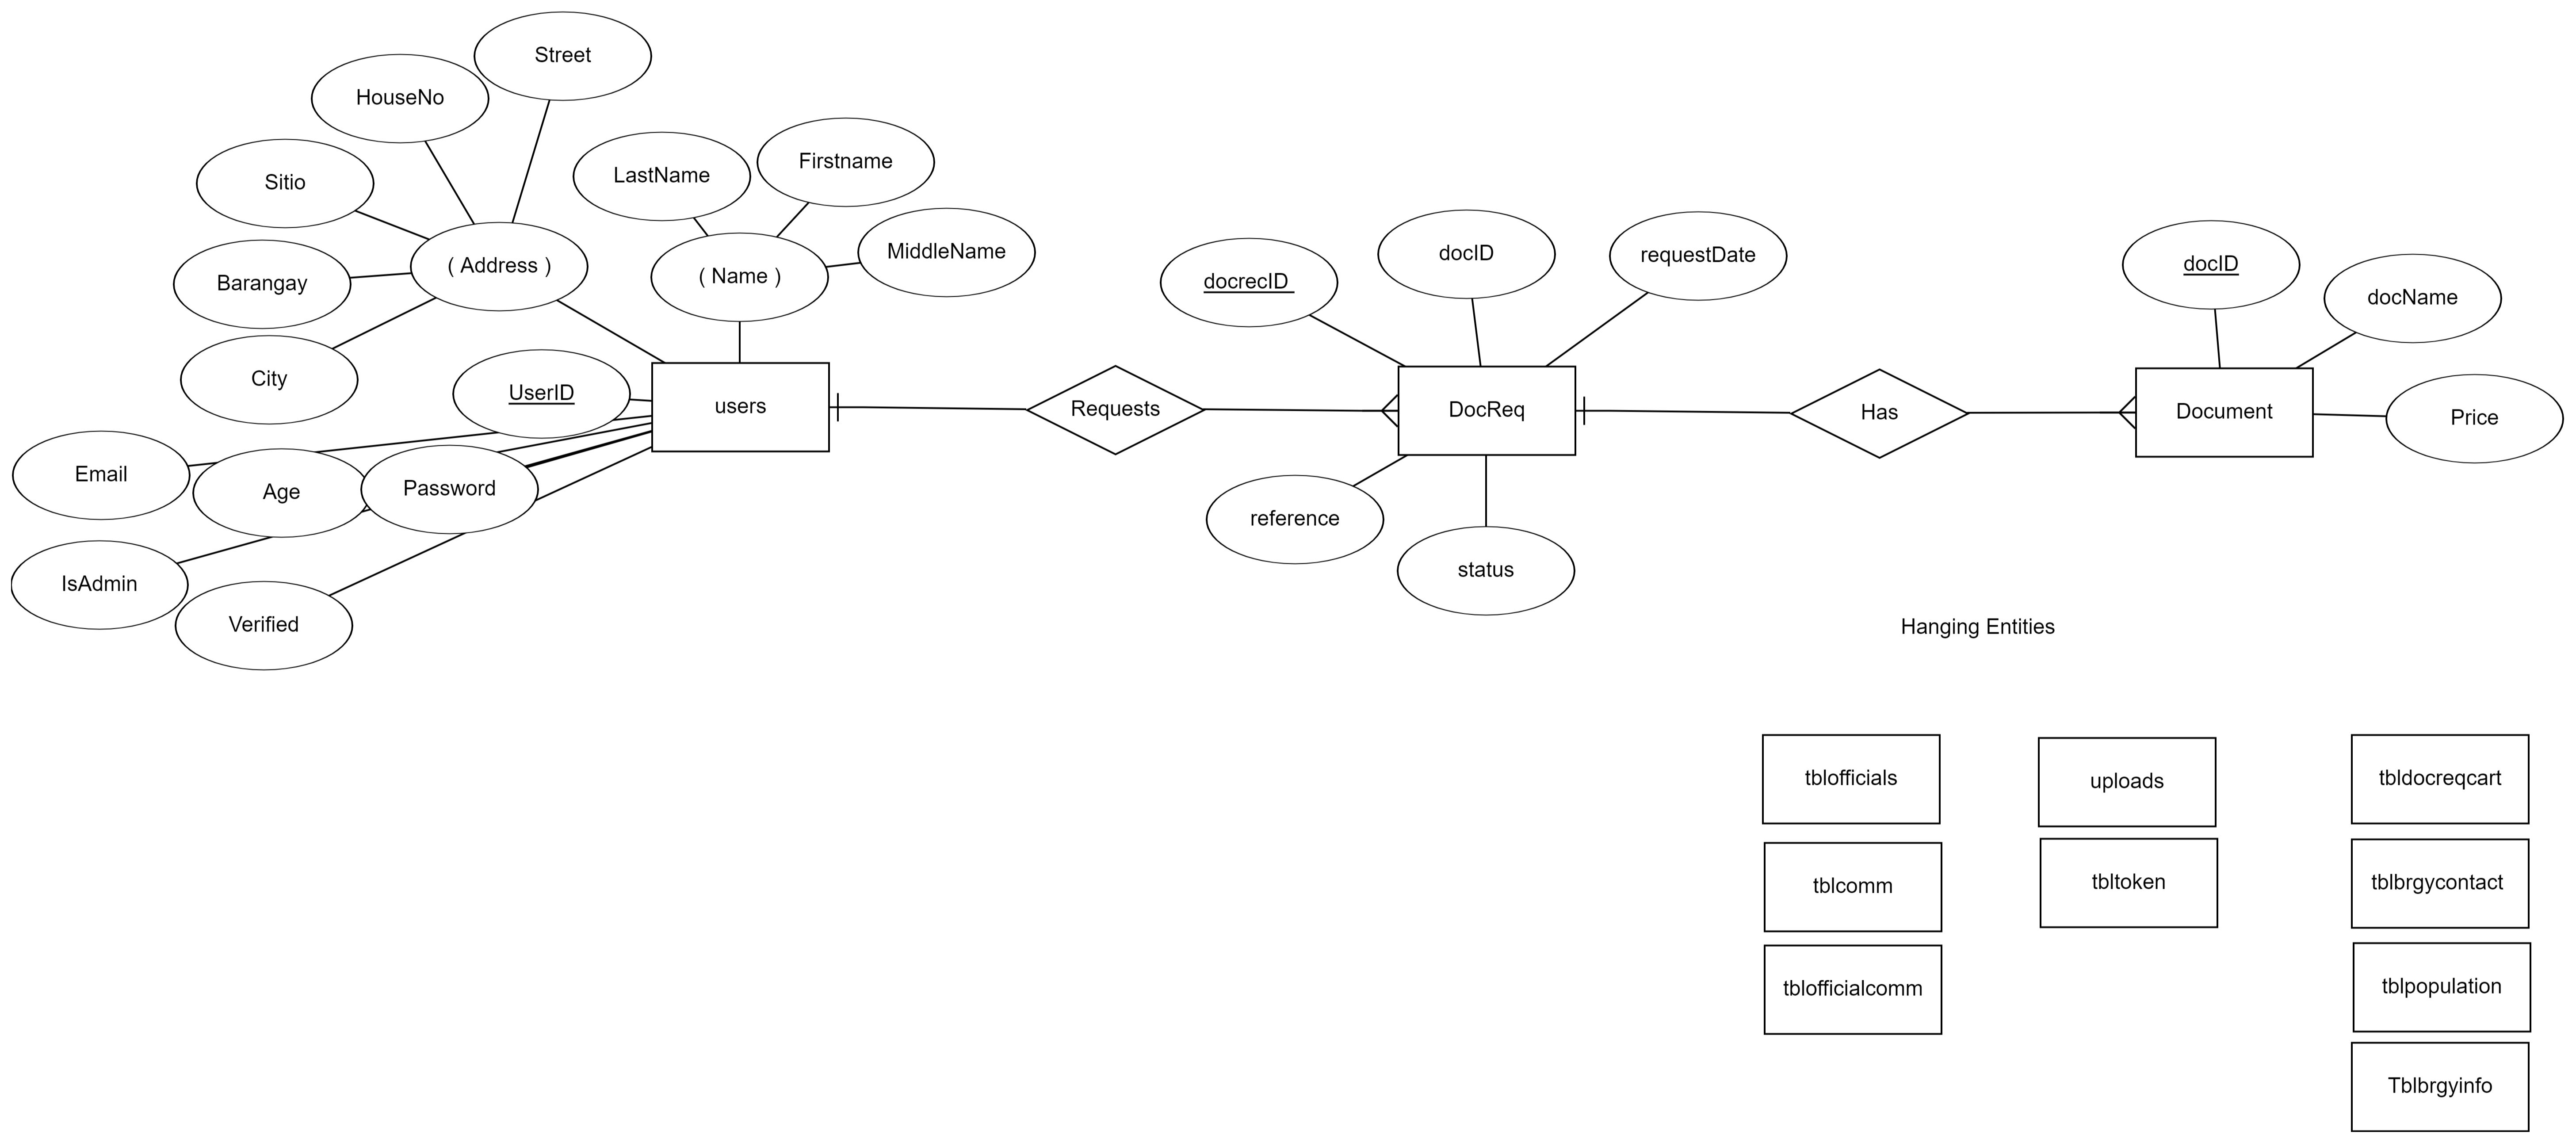 Street
HouseNo
Sitio
Barangay
City
( Address )
LastName
Firstname
MiddleName
( Name )
UserID
users
Email
Age
Password
IsAdmin
Verified
Requests
docrecID
docID
requestDate
DocReq
reference
status
Has
docID
docName
Document
Price
Hanging Entities
tblofficials
uploads
tbldocreqcart
tblcomm
tbltoken
tblbrgycontact
tblofficialcomm
tblpopulation
Tblbrgyinfo